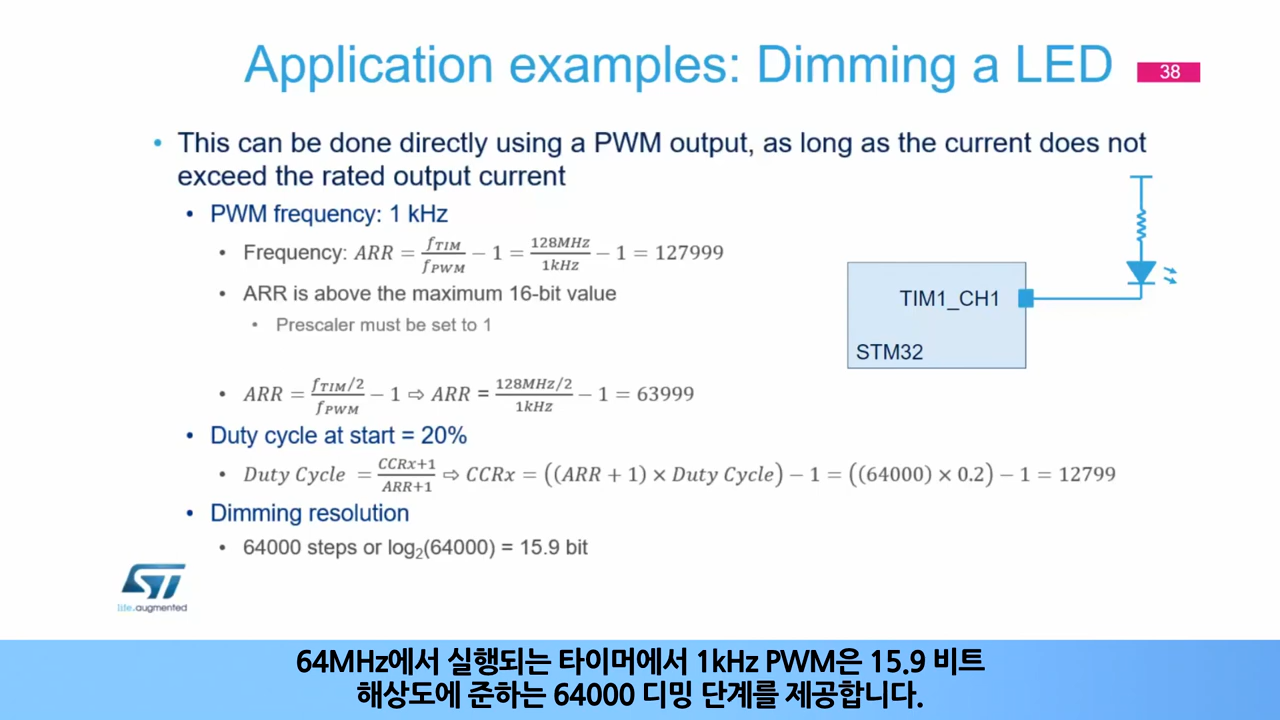 Application examples: Dimming a LED
38
• This can be done directly using a PWM output, as long as the current does not
exceed the rated output current
• PWM frequency: 1 kHz
• Frequency: ARR = f_TIM/f_PWM − 1 = 128MHz/1kHz − 1 = 127999
• ARR is above the maximum 16-bit value
• Prescaler must be set to 1
• ARR = (f_TIM/2)/f_PWM − 1 ⇨ ARR = (128MHz/2)/1kHz − 1 = 63999
• Duty cycle at start = 20%
• Duty Cycle = CCRx+1/ARR+1 ⇨ CCRx = ((ARR + 1) × Duty Cycle) − 1 = ((64000) × 0.2) − 1 = 12799
• Dimming resolution
• 64000 steps or log₂(64000) = 15.9 bit
TIM1_CH1
STM32
ST
life.augmented
64MHz에서 실행되는 타이머에서 1kHz PWM은 15.9 비트
해상도에 준하는 64000 디밍 단계를 제공합니다.